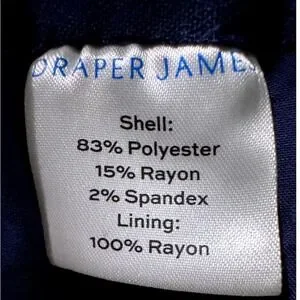 DRAPER JAMES
Shell:
83% Polyester
15% Rayon
2% Spandex
Lining:
100% Rayon